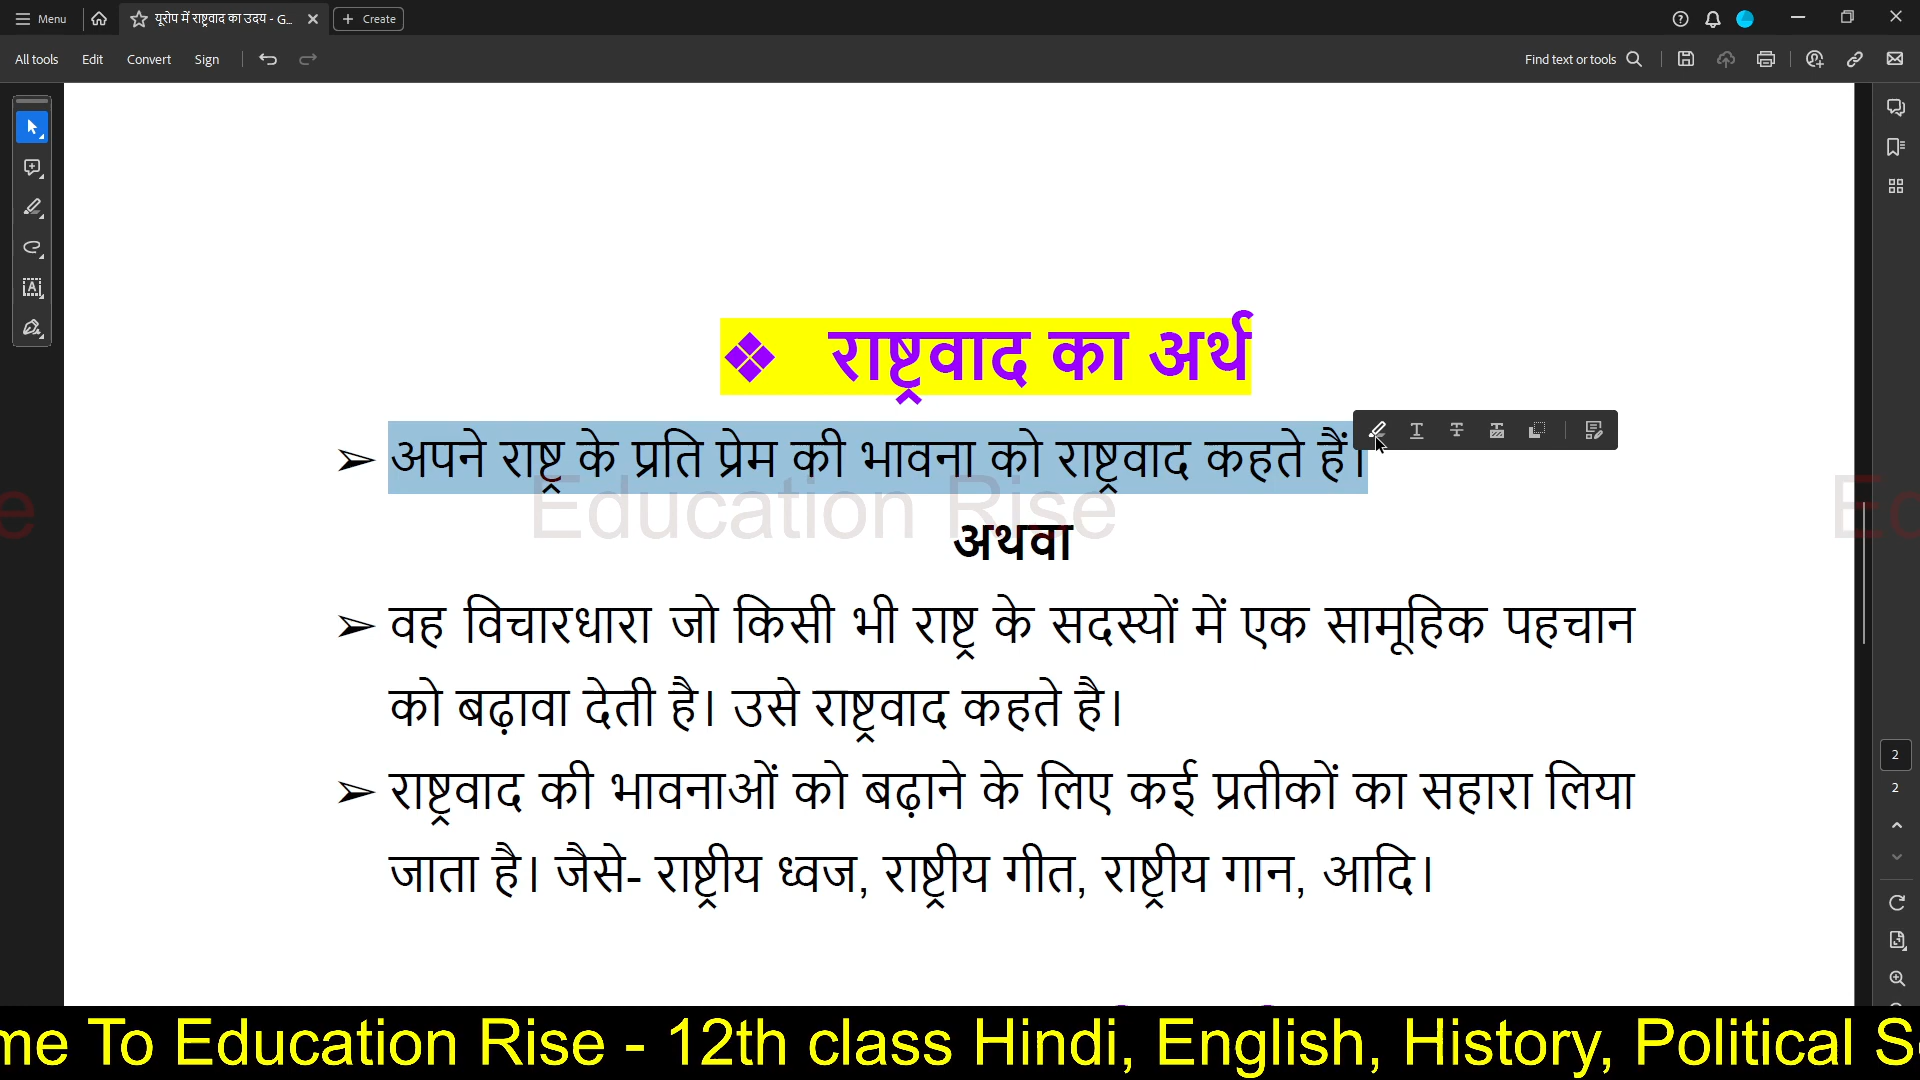 Menu
यूरोप में राष्ट्रवाद का उदय - G...
Create
All tools
Edit
Convert
Sign
Find text or tools
❖ राष्ट्रवाद का अर्थ
➢ अपने राष्ट्र के प्रति प्रेम की भावना को राष्ट्रवाद कहते हैं।
Education Rise
अथवा
➢ वह विचारधारा जो किसी भी राष्ट्र के सदस्यों में एक सामूहिक पहचान
को बढ़ावा देती है। उसे राष्ट्रवाद कहते है।
➢ राष्ट्रवाद की भावनाओं को बढ़ाने के लिए कई प्रतीकों का सहारा लिया
जाता है। जैसे- राष्ट्रीय ध्वज, राष्ट्रीय गीत, राष्ट्रीय गान, आदि।
2
2
me To Education Rise - 12th class Hindi, English, History, Political S